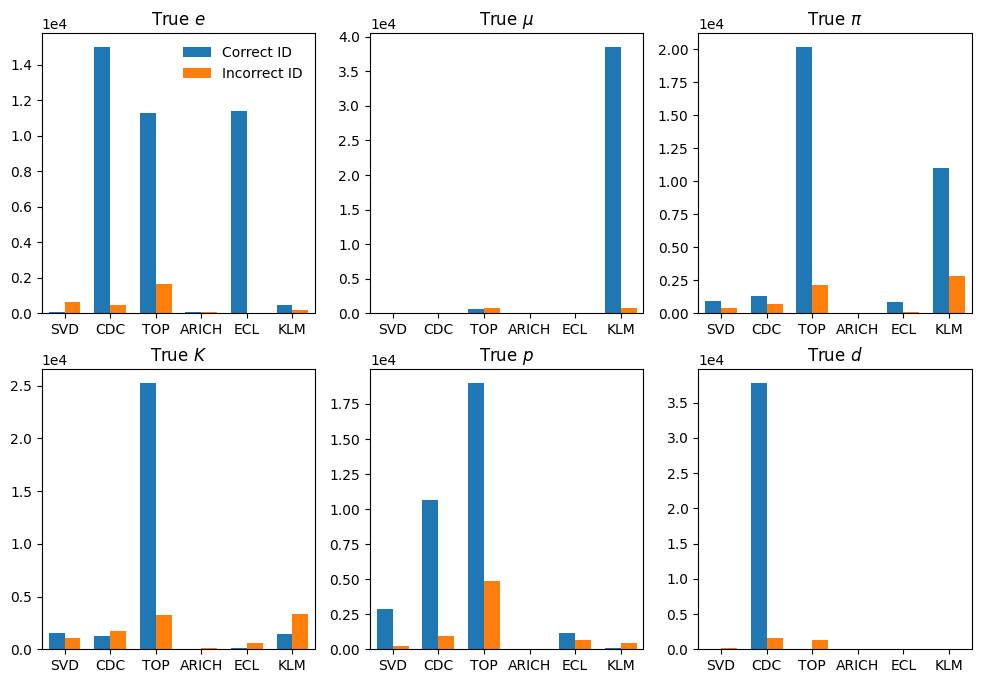 True e
1e4
1.4
1.2
1.0
0.8
0.6
0.4
0.2
0.0
Correct ID
Incorrect ID
SVD CDC TOP ARICH ECL KLM
True μ
1e4
4.0
3.5
3.0
2.5
2.0
1.5
1.0
0.5
0.0
SVD CDC TOP ARICH ECL KLM
True π
1e4
2.00
1.75
1.50
1.25
1.00
0.75
0.50
0.25
0.00
SVD CDC TOP ARICH ECL KLM
True K
1e4
2.5
2.0
1.5
1.0
0.5
0.0
SVD CDC TOP ARICH ECL KLM
True p
1e4
1.75
1.50
1.25
1.00
0.75
0.50
0.25
0.00
SVD CDC TOP ARICH ECL KLM
True d
1e4
3.5
3.0
2.5
2.0
1.5
1.0
0.5
0.0
SVD CDC TOP ARICH ECL KLM